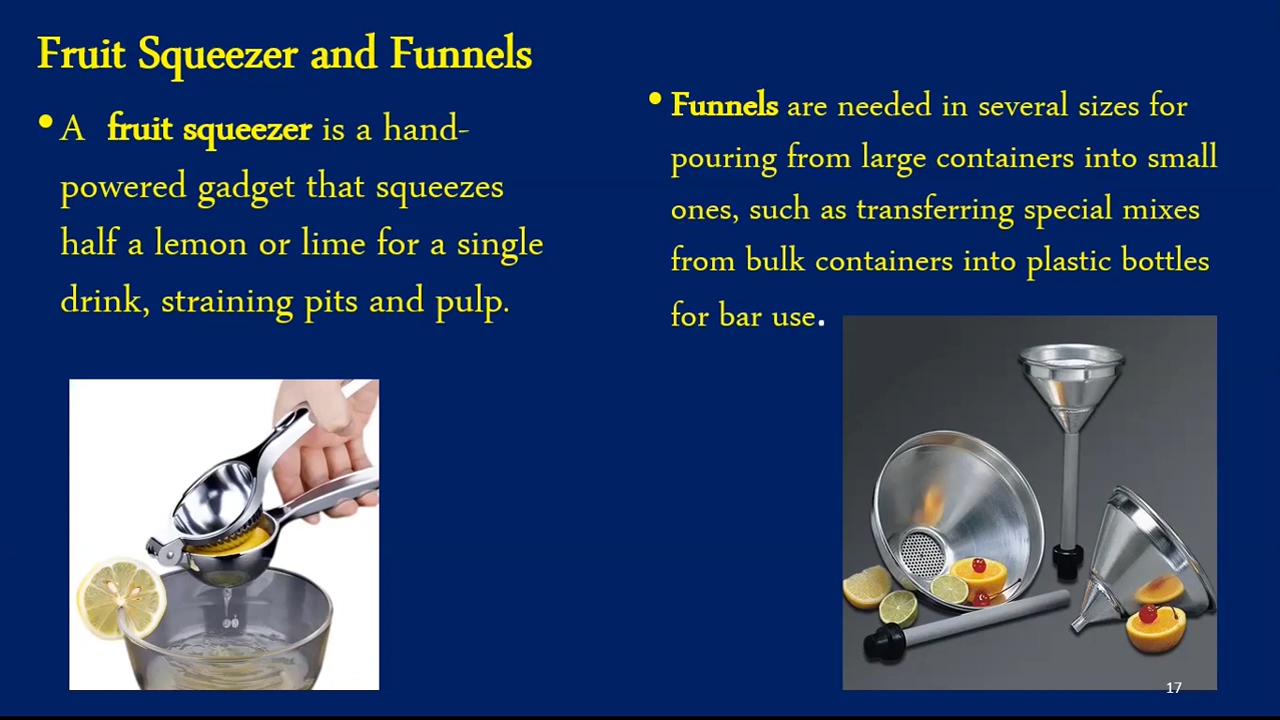 Fruit Squeezer and Funnels
• A fruit squeezer is a hand-
powered gadget that squeezes
half a lemon or lime for a single
drink, straining pits and pulp.
• Funnels are needed in several sizes for
pouring from large containers into small
ones, such as transferring special mixes
from bulk containers into plastic bottles
for bar use.
17